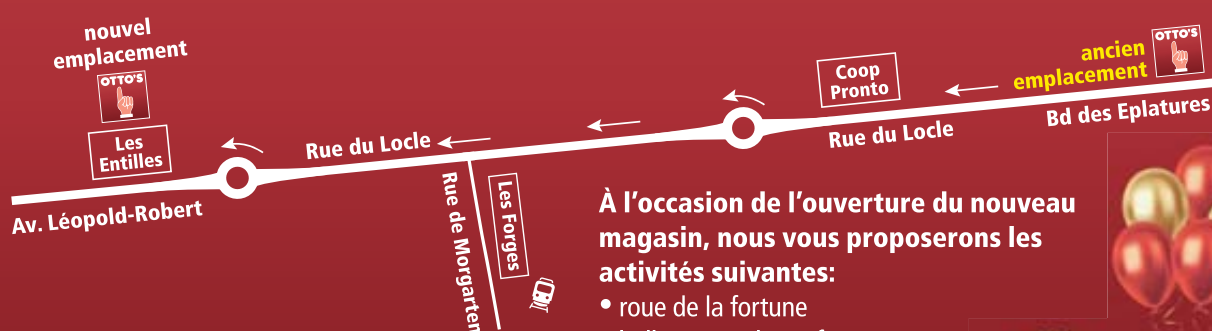 nouvel
emplacement
OTTO'S
Les
Entilles
Av. Léopold-Robert
Rue du Locle
Rue de Morgarten
Les Forges
Coop
Pronto
Rue du Locle
ancien
emplacement
OTTO'S
Bd des Eplatures
À l'occasion de l'ouverture du nouveau
magasin, nous vous proposerons les
activités suivantes:
• roue de la fortune